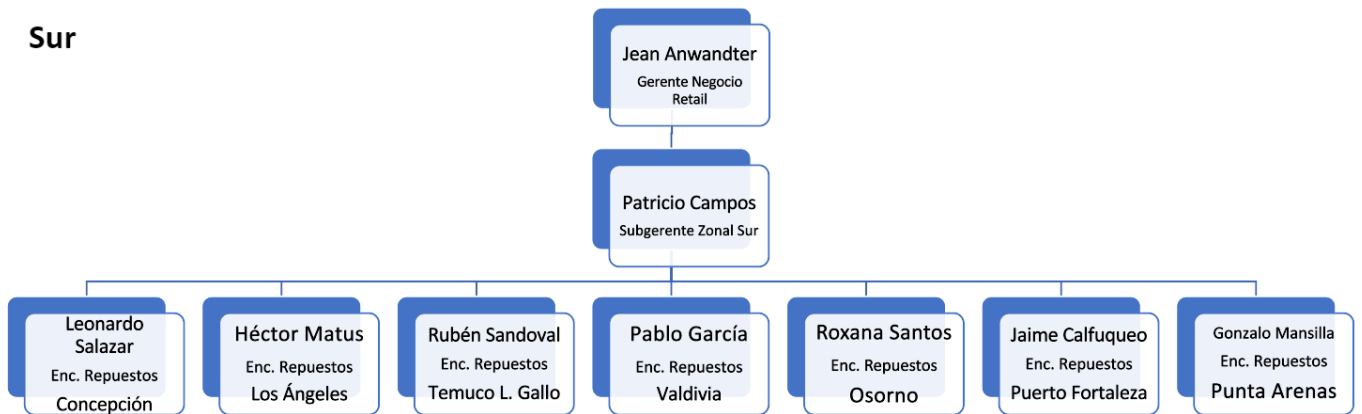 Sur
Jean Anwandter
Gerente Negocio
Retail
Patricio Campos
Subgerente Zonal Sur
Leonardo
Salazar
Enc. Repuestos
Concepción
Héctor Matus
Enc. Repuestos
Los Ángeles
Rubén Sandoval
Enc. Repuestos
Temuco L. Gallo
Pablo García
Enc. Repuestos
Valdivia
Roxana Santos
Enc. Repuestos
Osorno
Jaime Calfuqueo
Enc. Repuestos
Puerto Fortaleza
Gonzalo Mansilla
Enc. Repuestos
Punta Arenas